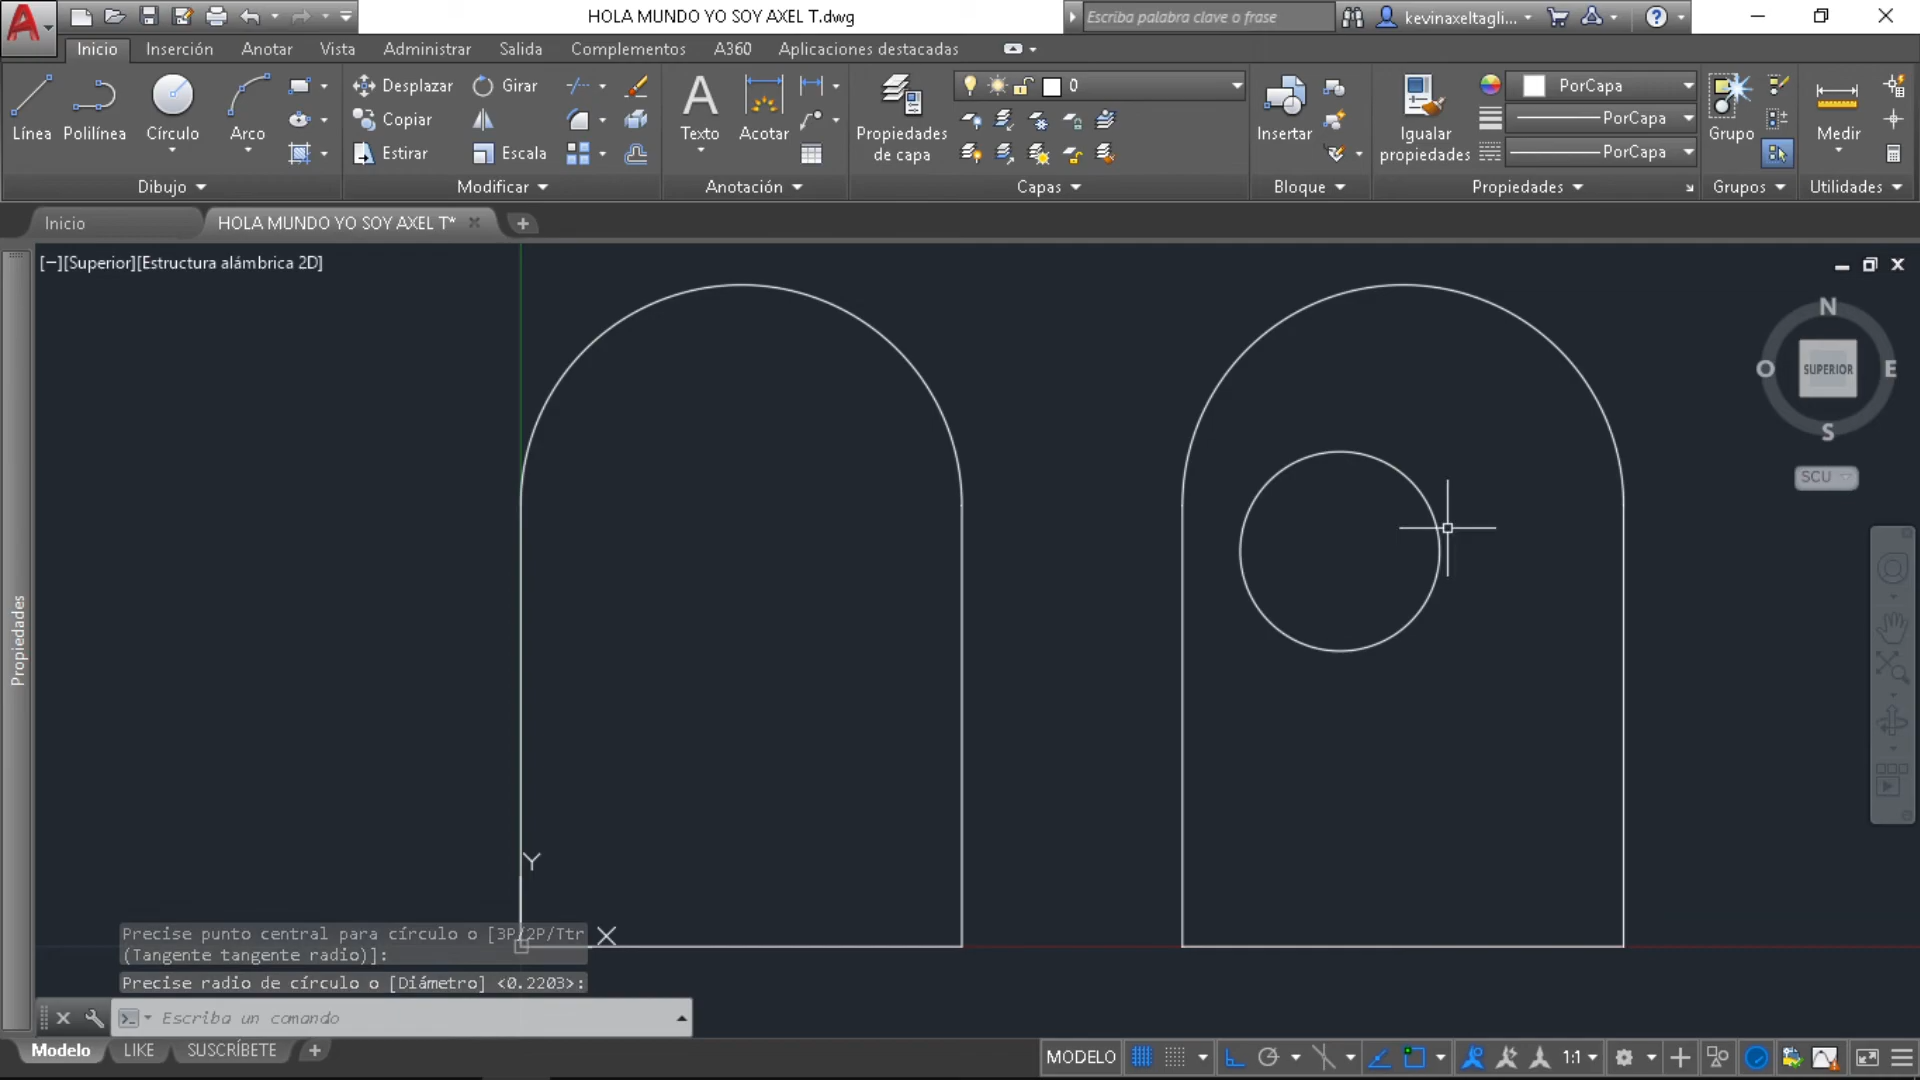 HOLA MUNDO YO SOY AXEL T.dwg
Escriba palabra clave o frase
kevinaxeltagli...
Inicio Inserción Anotar Vista Administrar Salida Complementos A360 Aplicaciones destacadas
Línea Polilínea Círculo Arco
Desplazar Girar
Copiar
Estirar Escala
A
Texto Acotar
Propiedades de capa
0
Insertar
Igualar propiedades
PorCapa
PorCapa
PorCapa
Grupo
Medir
Dibujo Modificar Anotación Capas Bloque Propiedades Grupos Utilidades
Inicio HOLA MUNDO YO SOY AXEL T*
[−][Superior][Estructura alámbrica 2D]
N
O SUPERIOR E
S
SCU
Propiedades
Y
X
Precise punto central para círculo o [3P/2P/Ttr
(Tangente tangente radio)]:
Precise radio de círculo o [Diámetro] <0.2203>:
Escriba un comando
Modelo LIKE SUSCRÍBETE
MODELO 1:1